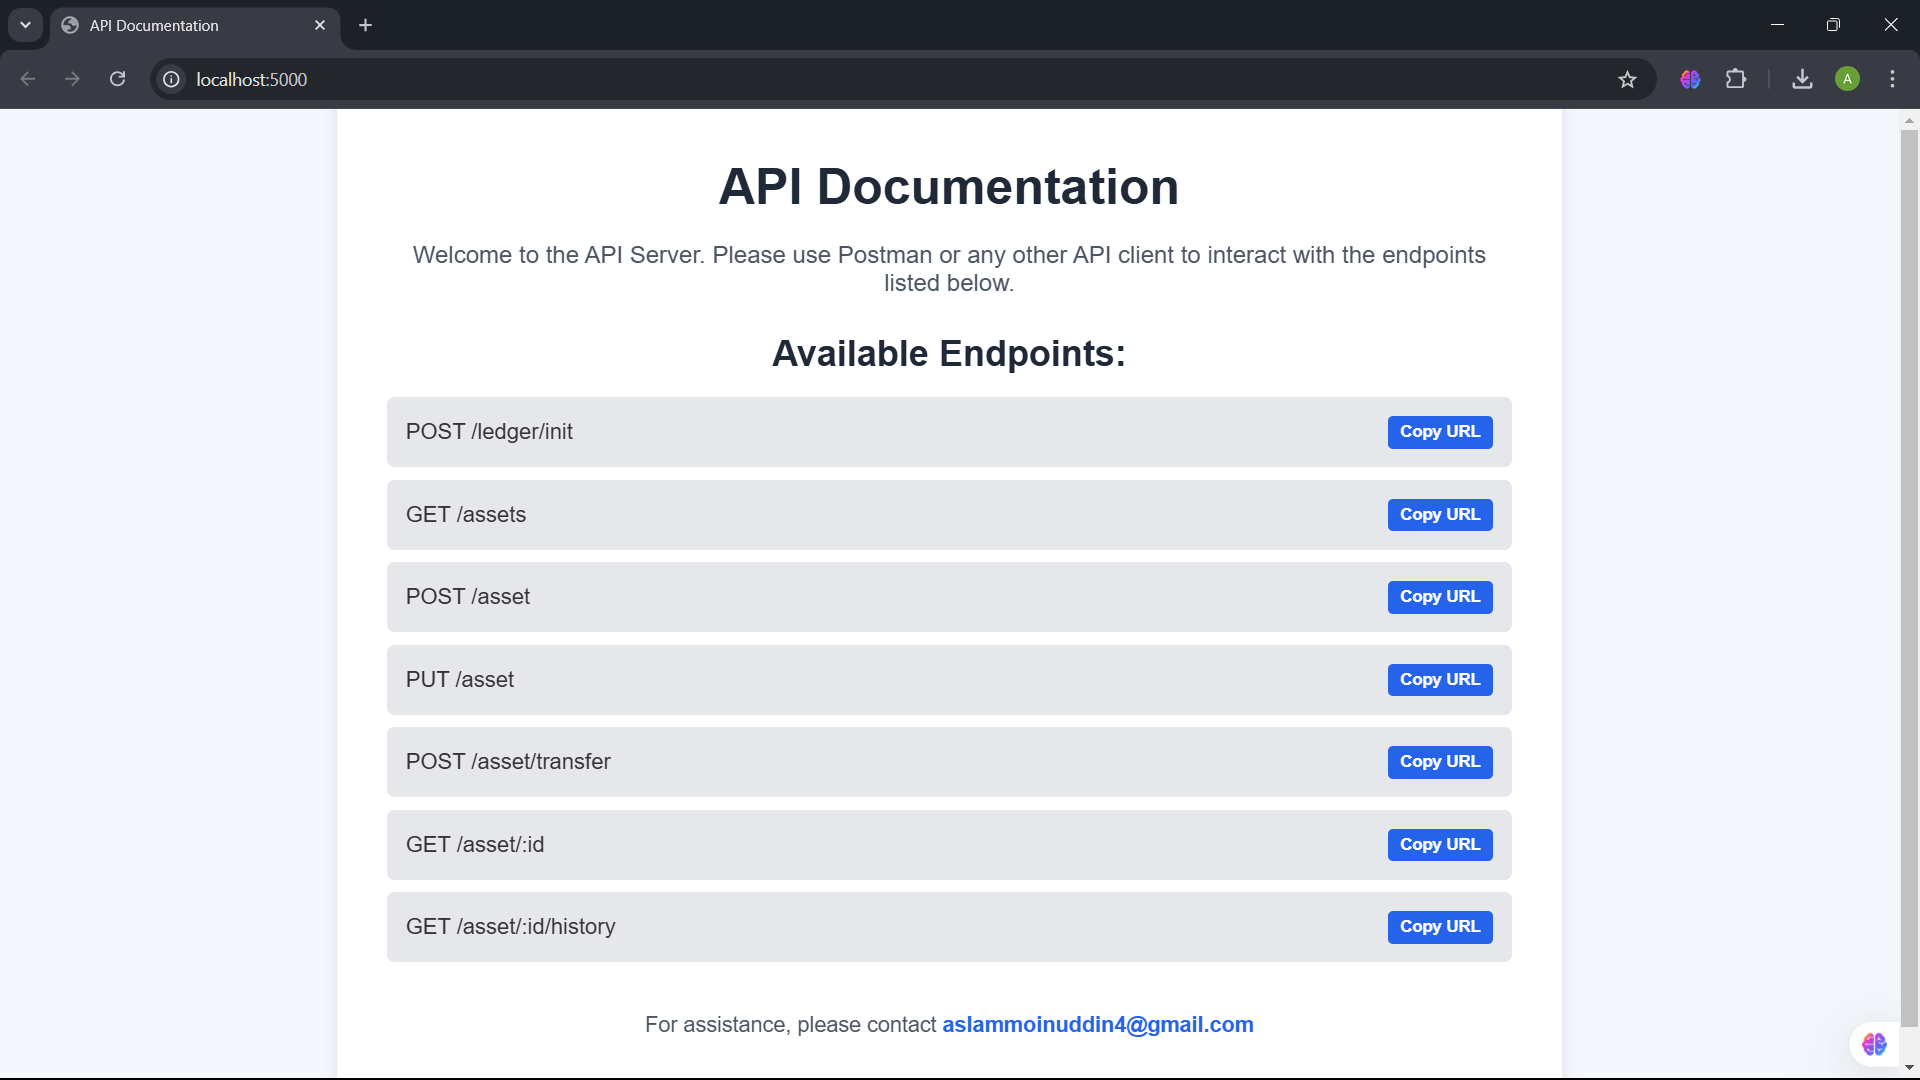 API Documentation
localhost:5000
A
API Documentation
Welcome to the API Server. Please use Postman or any other API client to interact with the endpoints
listed below.
Available Endpoints:
POST /ledger/init
Copy URL
GET /assets
Copy URL
POST /asset
Copy URL
PUT /asset
Copy URL
POST /asset/transfer
Copy URL
GET /asset/:id
Copy URL
GET /asset/:id/history
Copy URL
For assistance, please contact aslammoinuddin4@gmail.com